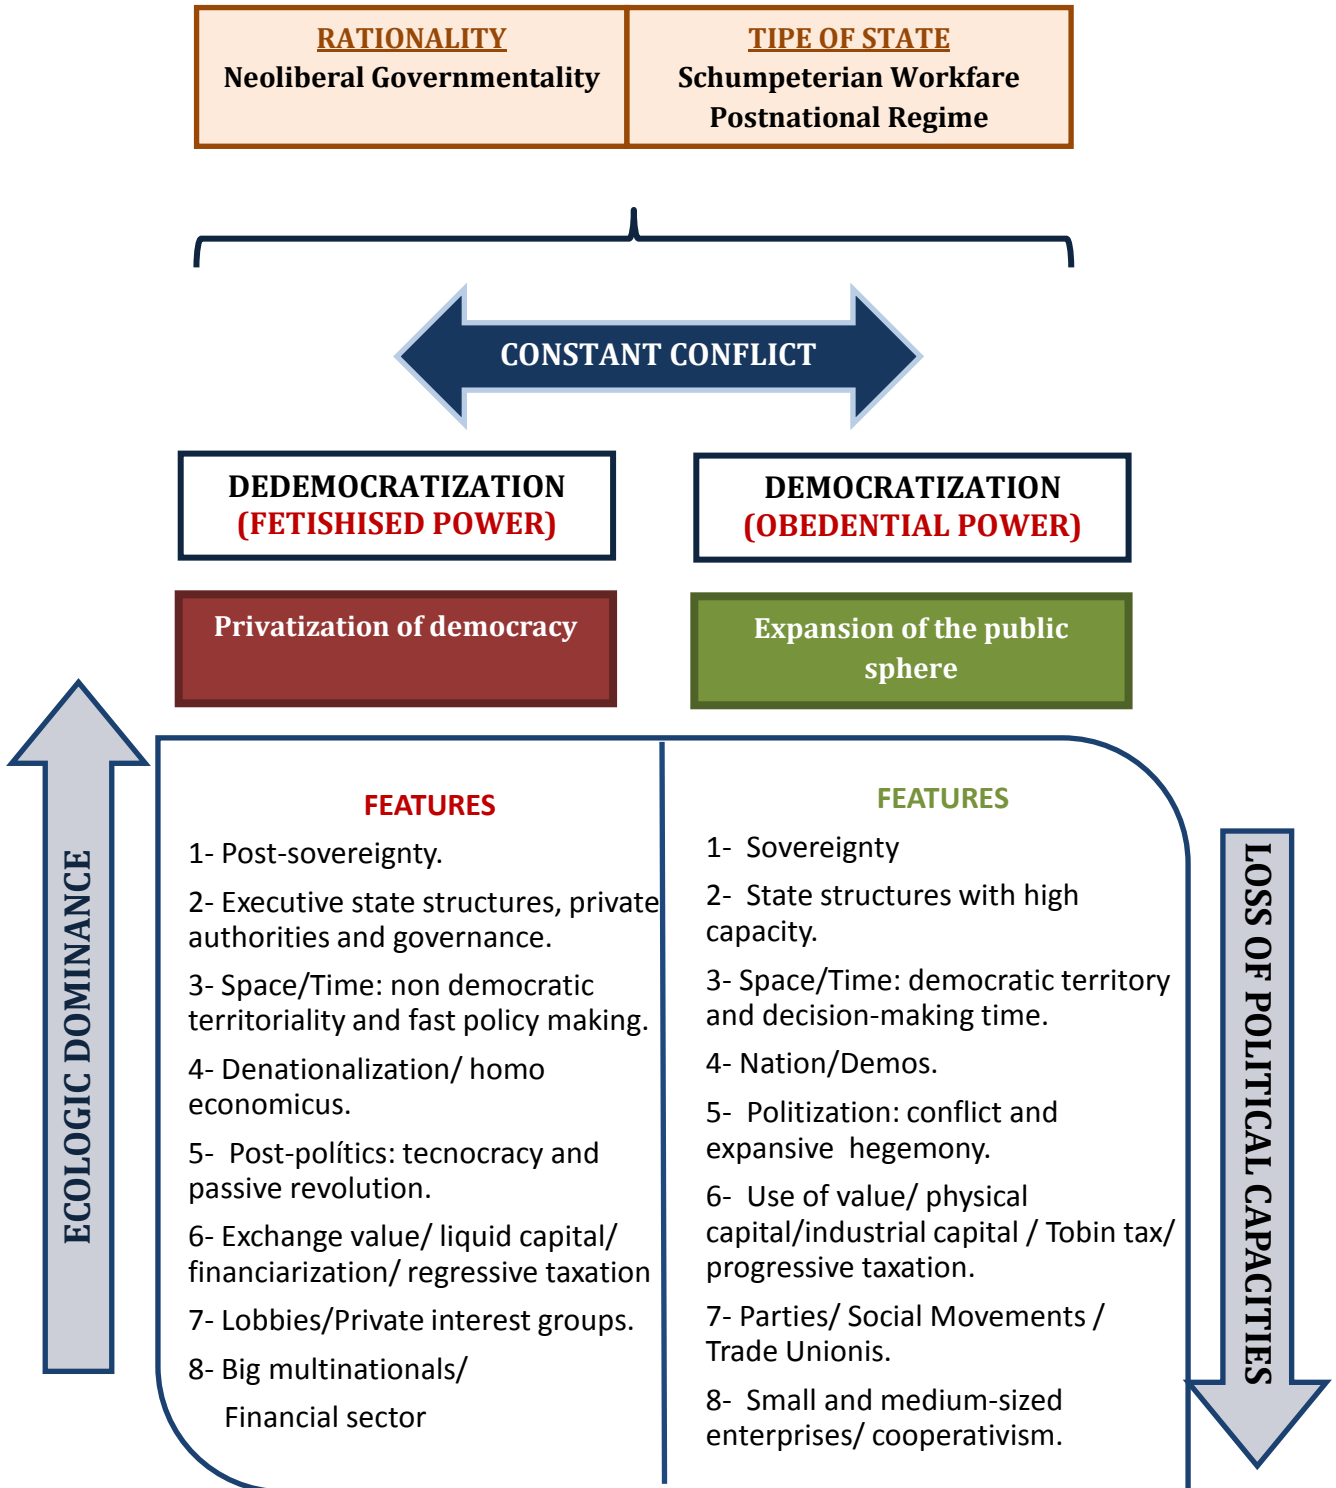 RATIONALITY
Neoliberal Governmentality
TIPE OF STATE
Schumpeterian Workfare
Postnational Regime
CONSTANT CONFLICT
DEDEMOCRATIZATION
(FETISHISED POWER)
DEMOCRATIZATION
(OBEDENTIAL POWER)
Privatization of democracy
Expansion of the public
sphere
ECOLOGIC DOMINANCE
FEATURES
1- Post-sovereignty.
2- Executive state structures, private
authorities and governance.
3- Space/Time: non democratic
territoriality and fast policy making.
4- Denationalization/ homo
economicus.
5-  Post-polítics: tecnocracy and
passive revolution.
6- Exchange value/ liquid capital/
financiarization/ regressive taxation
7- Lobbies/Private interest groups.
8- Big multinationals/
Financial sector
FEATURES
1-  Sovereignty
2-  State structures with high
capacity.
3- Space/Time: democratic territory
and decision-making time.
4- Nation/Demos.
5-  Politization: conflict and
expansive  hegemony.
6-  Use of value/ physical
capital/industrial capital / Tobin tax/
progressive taxation.
7- Parties/ Social Movements /
Trade Unionis.
8-  Small and medium-sized
enterprises/ cooperativism.
LOSS OF POLITICAL CAPACITIES